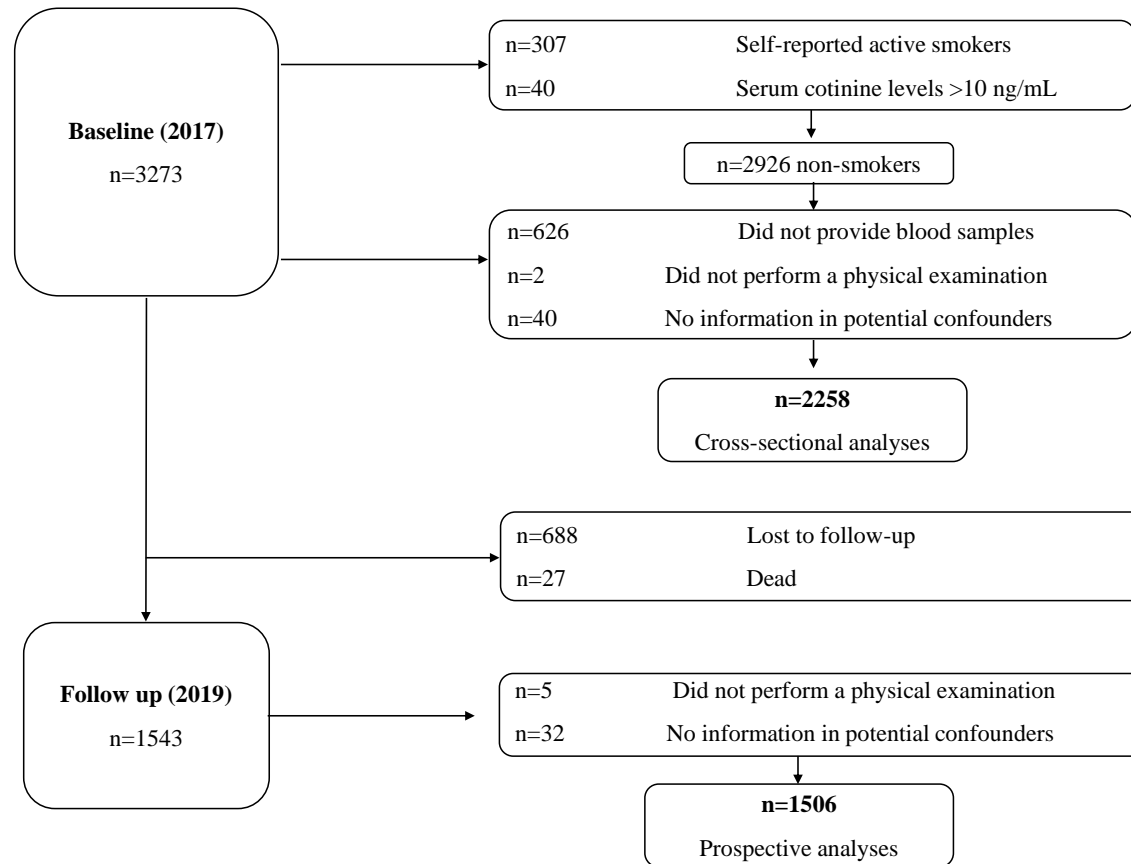 n=307 Self-reported active smokers
n=40 Serum cotinine levels >10 ng/mL
Baseline (2017)
n=3273
n=2926 non-smokers
n=626 Did not provide blood samples
n=2 Did not perform a physical examination
n=40 No information in potential confounders
n=2258
Cross-sectional analyses
n=688 Lost to follow-up
n=27 Dead
Follow up (2019)
n=1543
n=5 Did not perform a physical examination
n=32 No information in potential confounders
n=1506
Prospective analyses